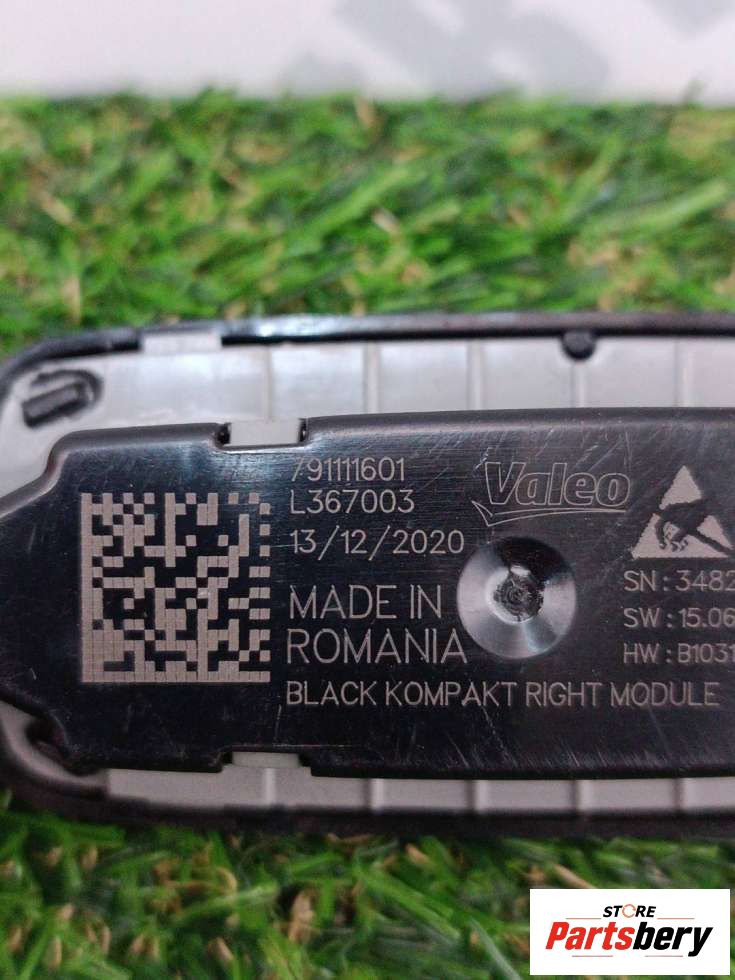 791111601
L367003
13/12/2020
MADE IN
ROMANIA
BLACK KOMPAKT RIGHT MODULE
Valeo
SN:3482
SW:15.06
HW:B1031
STORE
Partsbery